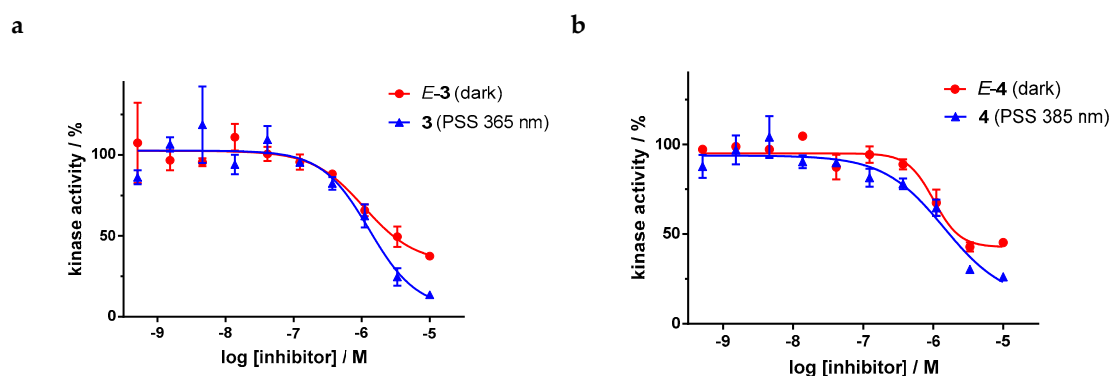 a
E-3 (dark)
3 (PSS 365 nm)
kinase activity / %
100
50
0
-9 -8 -7 -6 -5
log [inhibitor] / M
b
E-4 (dark)
4 (PSS 385 nm)
kinase activity / %
100
50
0
-9 -8 -7 -6 -5
log [inhibitor] / M